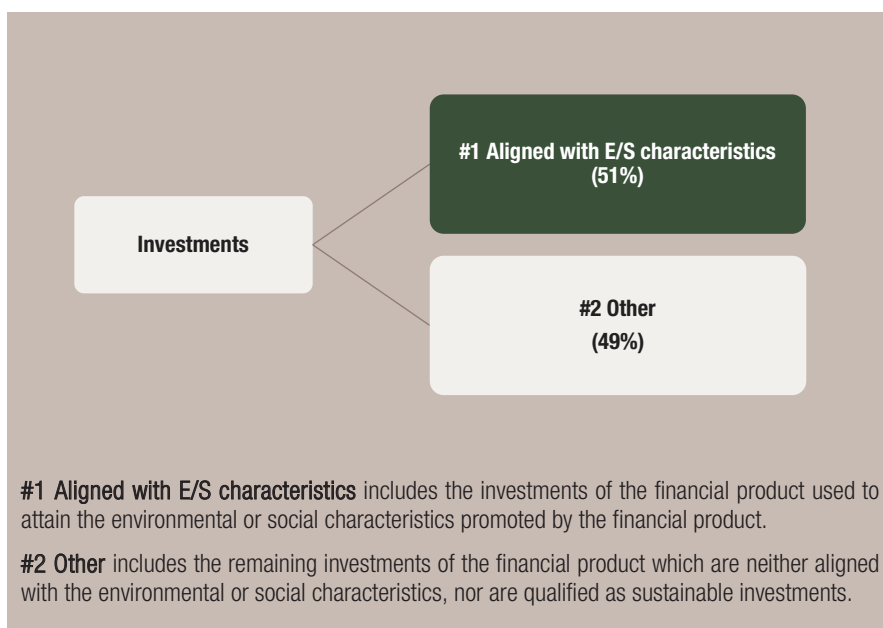 #1 Aligned with E/S characteristics
(51%)
Investments
#2 Other
(49%)
#1 Aligned with E/S characteristics includes the investments of the financial product used to
attain the environmental or social characteristics promoted by the financial product.
#2 Other includes the remaining investments of the financial product which are neither aligned
with the environmental or social characteristics, nor are qualified as sustainable investments.